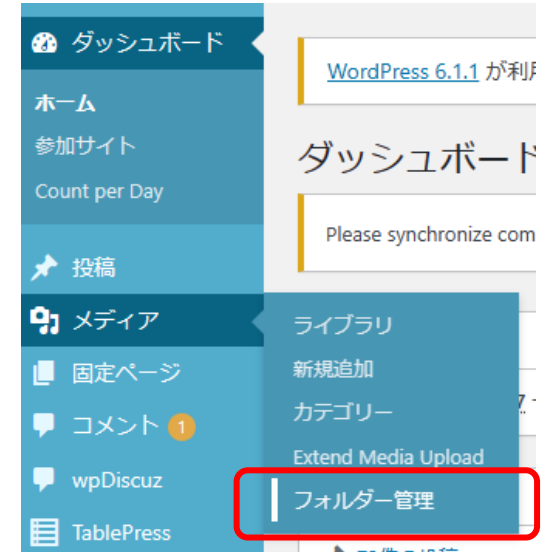 ダッシュボード
ホーム
参加サイト
Count per Day
投稿
メディア
固定ページ
コメント 1
wpDiscuz
TablePress
ライブラリ
新規追加
カテゴリー
Extend Media Upload
フォルダー管理
WordPress 6.1.1 が利
ダッシュボード
Please synchronize com